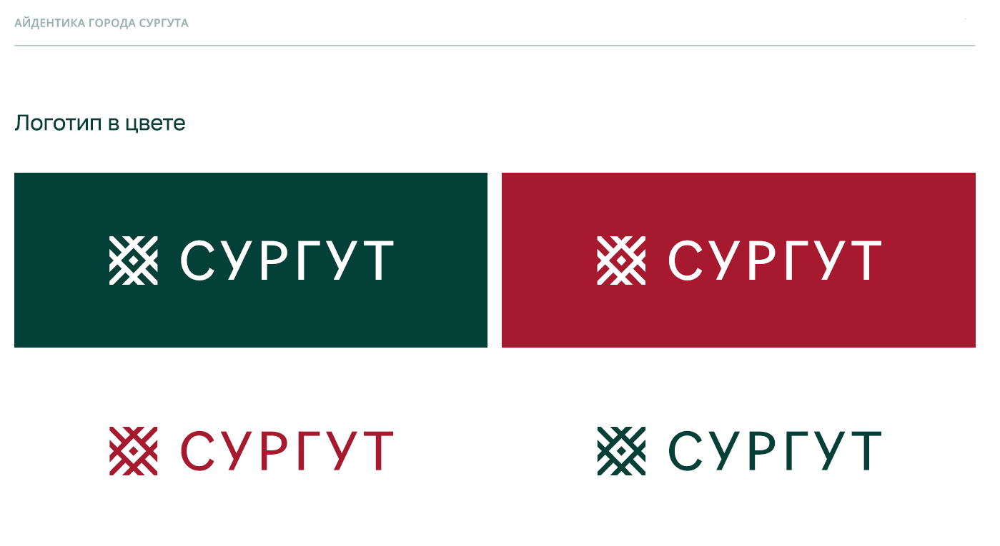 АЙДЕНТИКА ГОРОДА СУРГУТА
Логотип в цвете
СУРГУТ
СУРГУТ
СУРГУТ
СУРГУТ